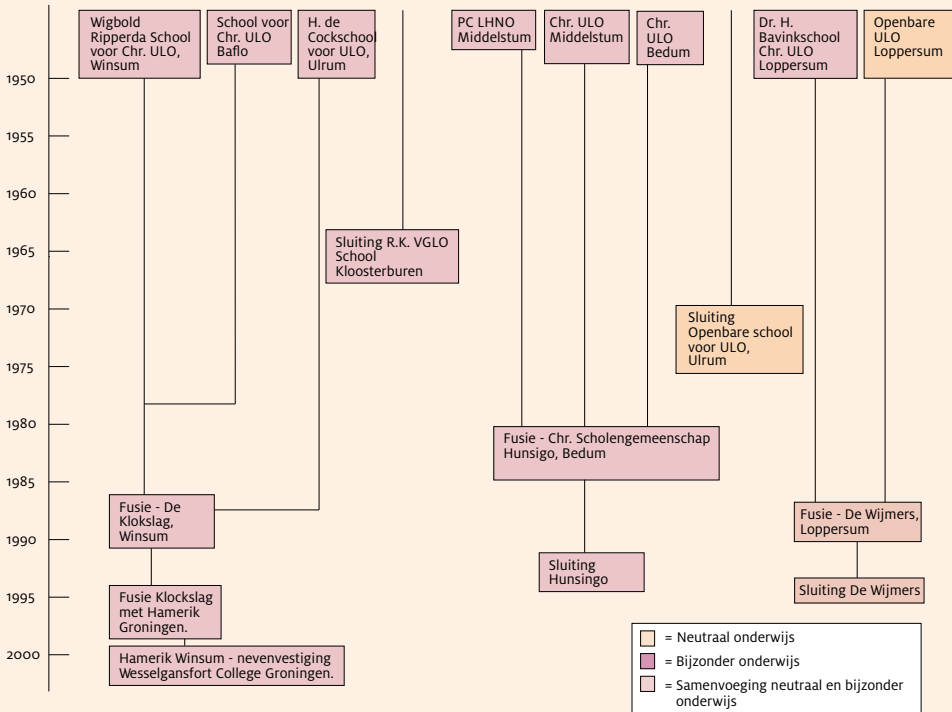 Wigbold
Ripperda School
voor Chr. ULO,
Winsum
School voor
Chr. ULO
Baflo
H. de
Cockschool
voor ULO,
Ulrum
PC LHNO
Middelstum
Chr. ULO
Middelstum
Chr.
ULO
Bedum
Dr. H.
Bavinkschool
Chr. ULO
Loppersum
Openbare
ULO
Loppersum
1950
1955
1960
1965
1970
1975
1980
1985
1990
1995
2000
Sluiting R.K. VGLO
School
Kloosterburen
Sluiting
Openbare school
voor ULO,
Ulrum
Fusie - Chr. Scholengemeenschap
Hunsigo, Bedum
Fusie - De
Klokslag,
Winsum
Fusie - De Wijmers,
Loppersum
Sluiting
Hunsingo
Sluiting De Wijmers
Fusie Klockslag
met Hamerik
Groningen.
Hamerik Winsum - nevenvestiging
Wesselgansfort College Groningen.
= Neutraal onderwijs
= Bijzonder onderwijs
= Samenvoeging neutraal en bijzonder
onderwijs